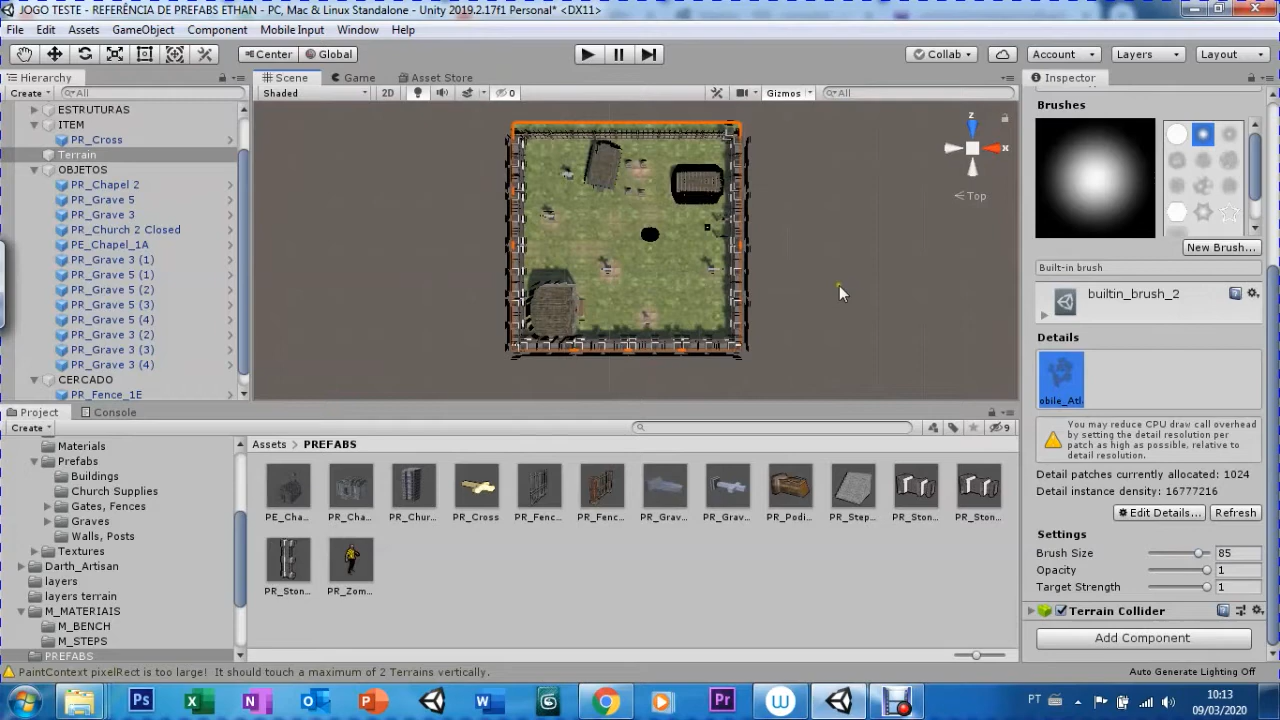 JOGO TESTE - REFERÊNCIA DE PREFABS ETHAN - PC, Mac & Linux Standalone - Unity 2019.2.17f1 Personal* <DX11>
File Edit Assets GameObject Component Mobile Input Window Help
Center Global Collab Account Layers Layout
Hierarchy Scene Game Asset Store Inspector
Create All Shaded 2D 0 Gizmos All
ESTRUTURAS
ITEM
PR_Cross
Terrain
OBJETOS
PR_Chapel 2
PR_Grave 5
PR_Grave 3
PR_Church 2 Closed
PE_Chapel_1A
PR_Grave 3 (1)
PR_Grave 5 (1)
PR_Grave 5 (2)
PR_Grave 5 (3)
PR_Grave 5 (4)
PR_Grave 3 (2)
PR_Grave 3 (3)
PR_Grave 3 (4)
CERCADO
PR_Fence_1E
z
x
Top
Brushes
New Brush...
Built-in brush
builtin_brush_2
Details
obile_Atl
You may reduce CPU draw call overhead
by setting the detail resolution per
patch as high as possible, relative to
detail resolution.
Detail patches currently allocated: 1024
Detail instance density: 16777216
Edit Details... Refresh
Settings
Brush Size 85
Opacity 1
Target Strength 1
Terrain Collider
Add Component
Project Console
Create 9
Materials
Prefabs
Buildings
Church Supplies
Gates, Fences
Graves
Walls, Posts
Textures
Darth_Artisan
layers
layers terrain
M_MATERIAIS
M_BENCH
M_STEPS
PREFABS
Assets PREFABS
PE_Cha... PR_Cha... PR_Chur... PR_Cross PR_Fenc... PR_Fenc... PR_Grav... PR_Grav... PR_Podi... PR_Step... PR_Ston... PR_Ston...
PR_Ston... PR_Zom...
PaintContext pixelRect is too large! It should touch a maximum of 2 Terrains vertically.
Auto Generate Lighting Off
Ps X N O P W Pr W
PT
10:13
09/03/2020